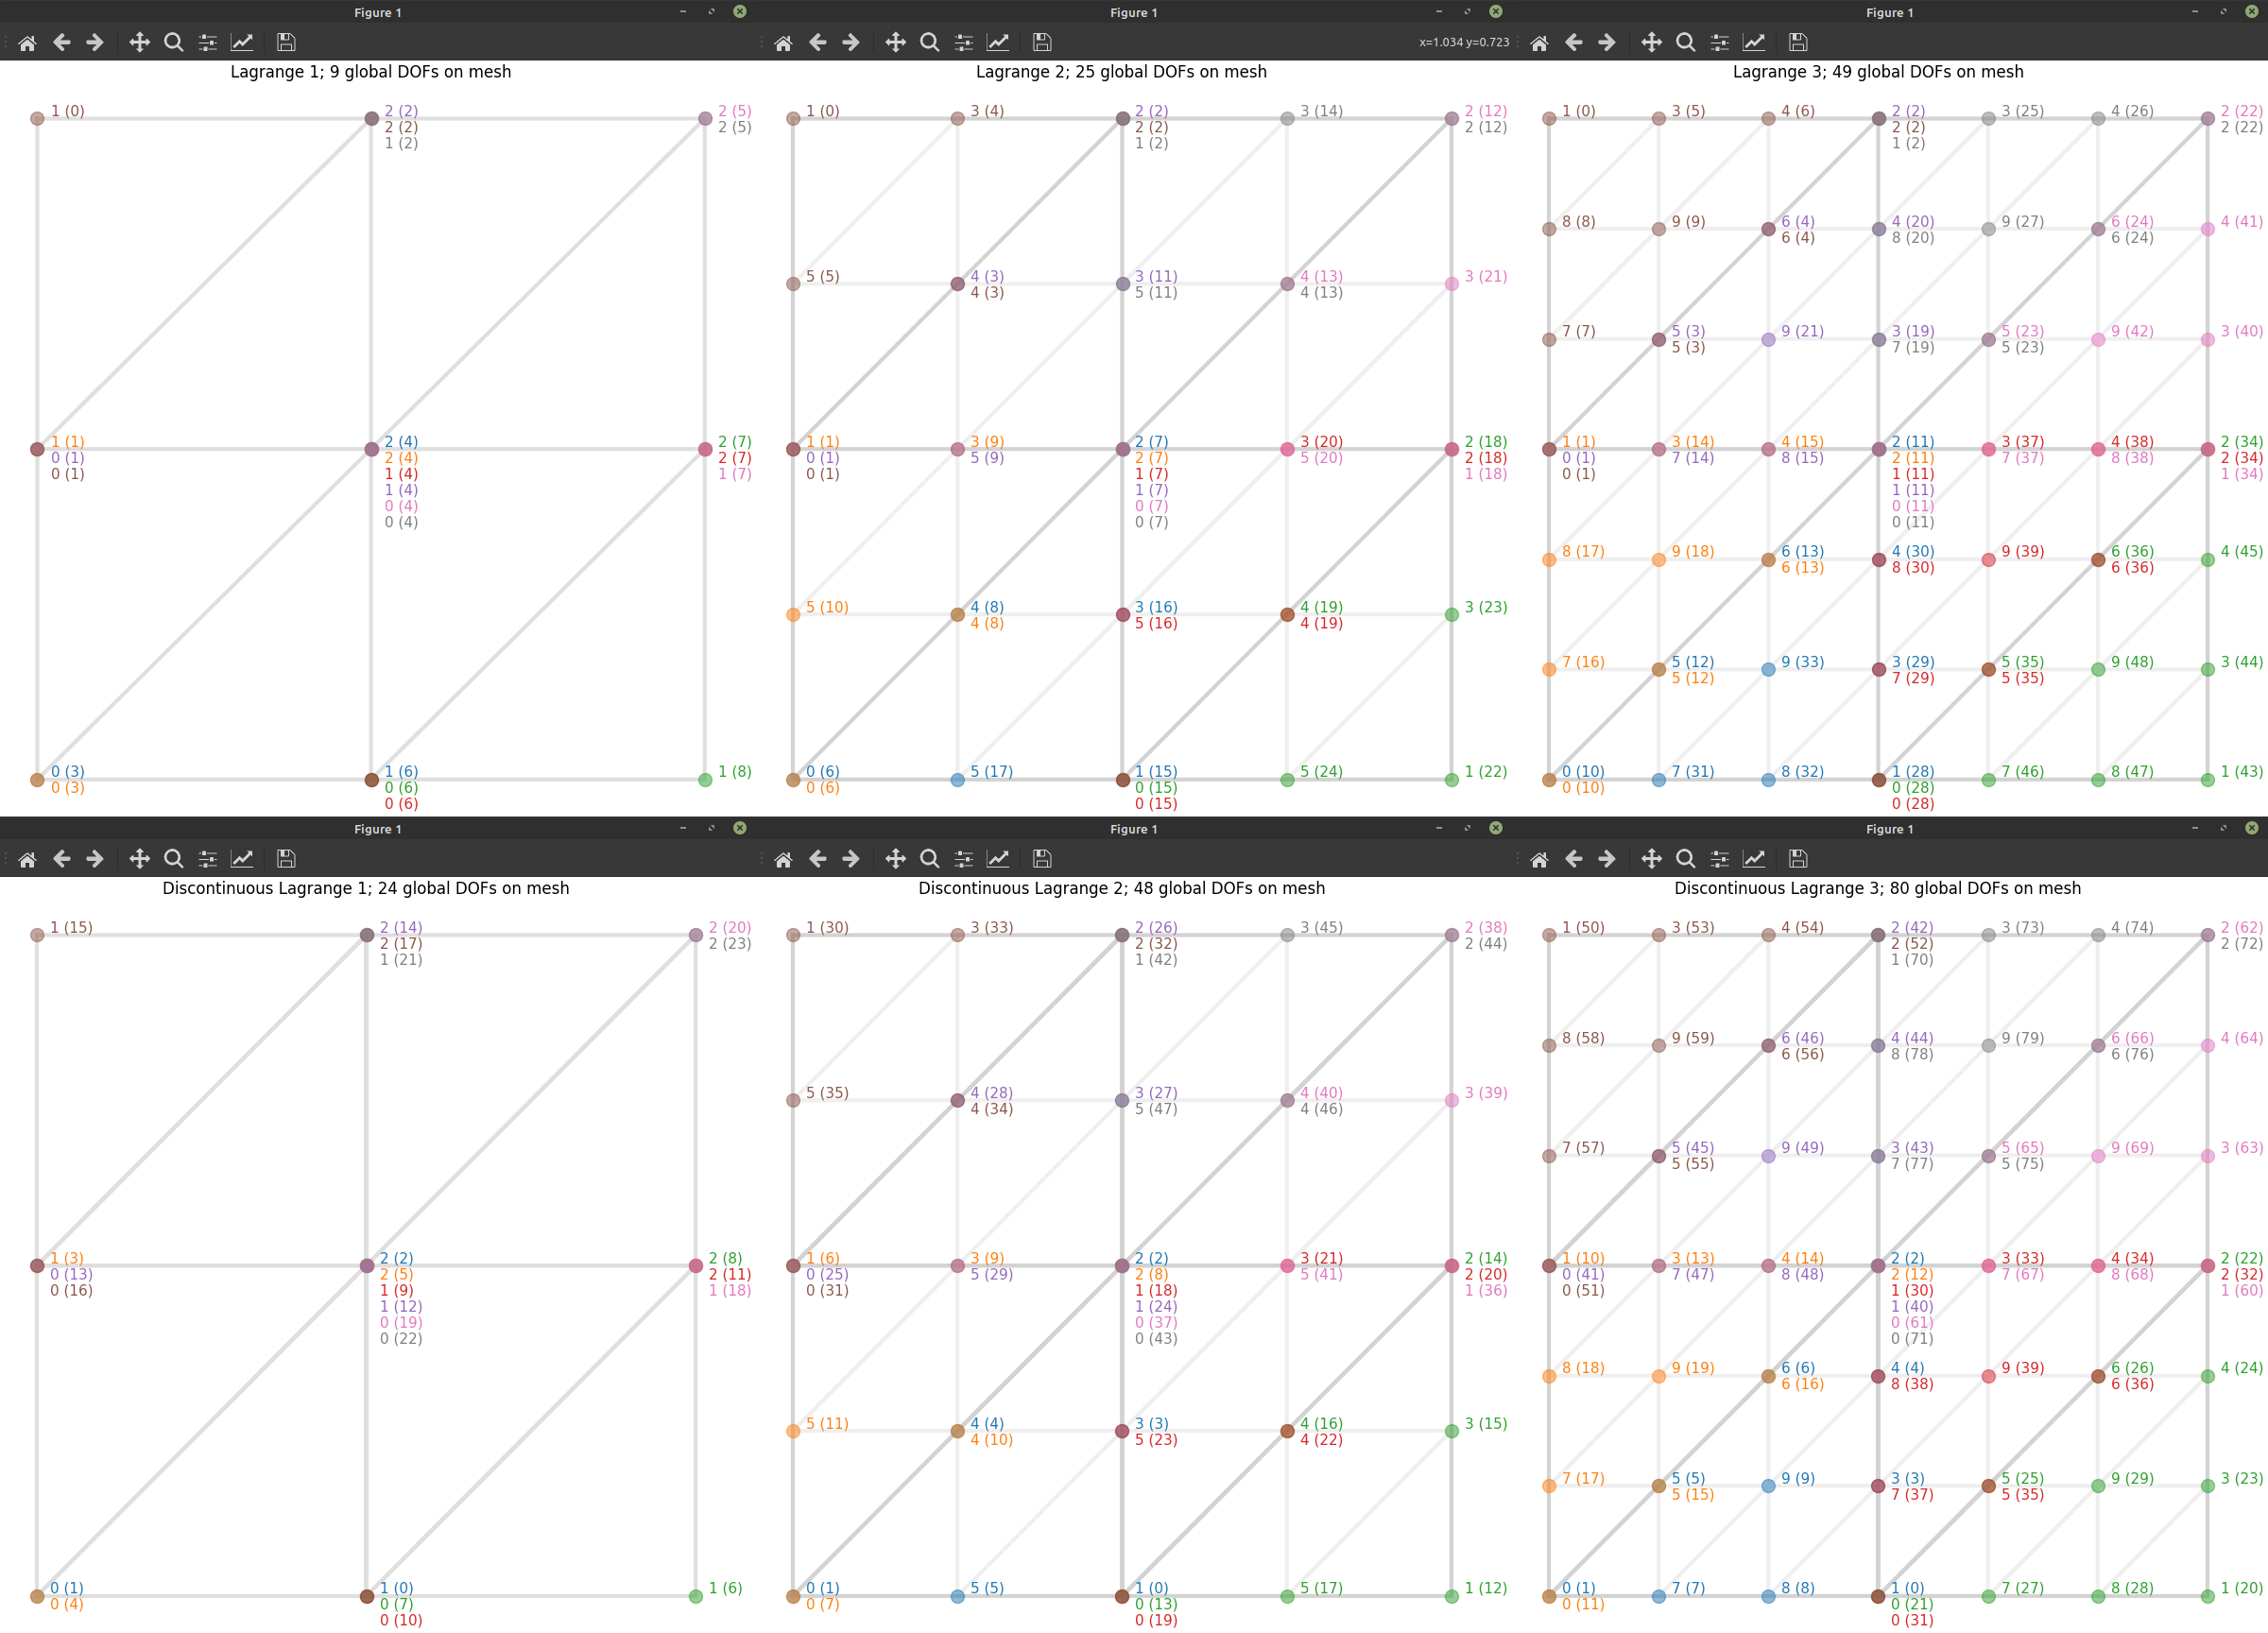 Figure 1
Lagrange 1; 9 global DOFs on mesh
1 (0) 2 (2) 2 (5)
2 (2) 2 (5)
1 (2)
1 (1) 2 (4) 2 (7)
0 (1) 2 (4) 2 (7)
0 (1) 1 (4) 1 (7)
1 (4)
0 (4)
0 (4)
0 (3) 1 (6) 1 (8)
0 (3) 0 (6)
0 (6)
Figure 1
x=1.034 y=0.723
Lagrange 2; 25 global DOFs on mesh
1 (0) 3 (4) 2 (2) 3 (14) 2 (12)
2 (2) 2 (12)
1 (2)
5 (5) 4 (3) 3 (11) 4 (13) 3 (21)
4 (3) 5 (11) 4 (13)
1 (1) 3 (9) 2 (7) 3 (20) 2 (18)
0 (1) 5 (9) 2 (7) 5 (20) 2 (18)
0 (1) 1 (7) 1 (18)
1 (7)
0 (7)
0 (7)
5 (10) 4 (8) 3 (16) 4 (19) 3 (23)
4 (8) 5 (16) 4 (19)
0 (6) 5 (17) 1 (15) 5 (24) 1 (22)
0 (6) 0 (15)
0 (15)
Figure 1
Lagrange 3; 49 global DOFs on mesh
1 (0) 3 (5) 4 (6) 2 (2) 3 (25) 4 (26) 2 (22)
2 (2) 2 (22)
1 (2)
8 (8) 9 (9) 6 (4) 4 (20) 9 (27) 6 (24) 4 (41)
6 (4) 8 (20) 6 (24)
7 (7) 5 (3) 9 (21) 3 (19) 5 (23) 9 (42) 3 (40)
5 (3) 7 (19) 5 (23)
1 (1) 3 (14) 4 (15) 2 (11) 3 (37) 4 (38) 2 (34)
0 (1) 7 (14) 8 (15) 2 (11) 7 (37) 8 (38) 2 (34)
0 (1) 1 (11) 1 (34)
1 (11)
0 (11)
0 (11)
8 (17) 9 (18) 6 (13) 4 (30) 9 (39) 6 (36) 4 (45)
6 (13) 8 (30) 6 (36)
7 (16) 5 (12) 9 (33) 3 (29) 5 (35) 9 (48) 3 (44)
5 (12) 7 (29) 5 (35)
0 (10) 7 (31) 8 (32) 1 (28) 7 (46) 8 (47) 1 (43)
0 (10) 0 (28)
0 (28)
Figure 1
Discontinuous Lagrange 1; 24 global DOFs on mesh
1 (15) 2 (14) 2 (20)
2 (17) 2 (23)
1 (21)
1 (3) 2 (2) 2 (8)
0 (13) 2 (5) 2 (11)
0 (16) 1 (9) 1 (18)
1 (12)
0 (19)
0 (22)
0 (1) 1 (0) 1 (6)
0 (4) 0 (7)
0 (10)
Figure 1
Discontinuous Lagrange 2; 48 global DOFs on mesh
1 (30) 3 (33) 2 (26) 3 (45) 2 (38)
2 (32) 2 (44)
1 (42)
5 (35) 4 (28) 3 (27) 4 (40) 3 (39)
4 (34) 5 (47) 4 (46)
1 (6) 3 (9) 2 (2) 3 (21) 2 (14)
0 (25) 5 (29) 2 (8) 5 (41) 2 (20)
0 (31) 1 (18) 1 (36)
1 (24)
0 (37)
0 (43)
5 (11) 4 (4) 3 (3) 4 (16) 3 (15)
4 (10) 5 (23) 4 (22)
0 (1) 5 (5) 1 (0) 5 (17) 1 (12)
0 (7) 0 (13)
0 (19)
Figure 1
Discontinuous Lagrange 3; 80 global DOFs on mesh
1 (50) 3 (53) 4 (54) 2 (42) 3 (73) 4 (74) 2 (62)
2 (52) 2 (72)
1 (70)
8 (58) 9 (59) 6 (46) 4 (44) 9 (79) 6 (66) 4 (64)
6 (56) 8 (78) 6 (76)
7 (57) 5 (45) 9 (49) 3 (43) 5 (65) 9 (69) 3 (63)
5 (55) 7 (77) 5 (75)
1 (10) 3 (13) 4 (14) 2 (2) 3 (33) 4 (34) 2 (22)
0 (41) 7 (47) 8 (48) 2 (12) 7 (67) 8 (68) 2 (32)
0 (51) 1 (30) 1 (60)
1 (40)
0 (61)
0 (71)
8 (18) 9 (19) 6 (6) 4 (4) 9 (39) 6 (26) 4 (24)
6 (16) 8 (38) 6 (36)
7 (17) 5 (5) 9 (9) 3 (3) 5 (25) 9 (29) 3 (23)
5 (15) 7 (37) 5 (35)
0 (1) 7 (7) 8 (8) 1 (0) 7 (27) 8 (28) 1 (20)
0 (11) 0 (21)
0 (31)